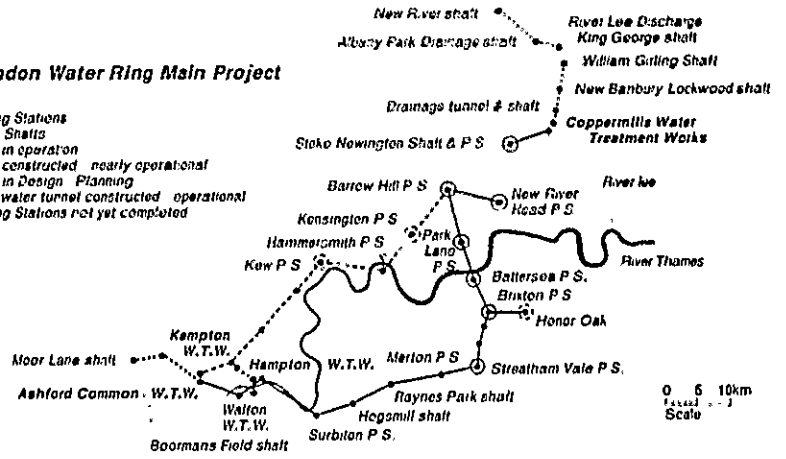 New River shaft
Albany Park Drainage shaft
River Lee Discharge
King George shaft
William Girling Shaft
New Banbury Lockwood shaft
Drainage tunnel & shaft
Coppermills Water
Treatment Works
Stoke Newington Shaft & P S
ndon Water Ring Main Project
g Stations
Shafts
in operation
constructed nearly operational
in Design Planning
water tunnel constructed operational
g Stations not yet completed
Barrow Hill P S
New River
Head P S
River lee
Kensington P S
Park
Land
P S
Hammersmith P S
Kew P S
River Thames
Battersea P S.
Brixton P S
Honor Oak
Kempton
W.T.W.
Moor Lane shaft
Hampton W.T.W.
Merton P S
Streatham Vale P S.
Ashford Common W.T.W.
Raynes Park shaft
Walton
W.T.W.
Hogsmill shaft
Surbiton P S.
Boormans Field shaft
0 5 10km
Scale